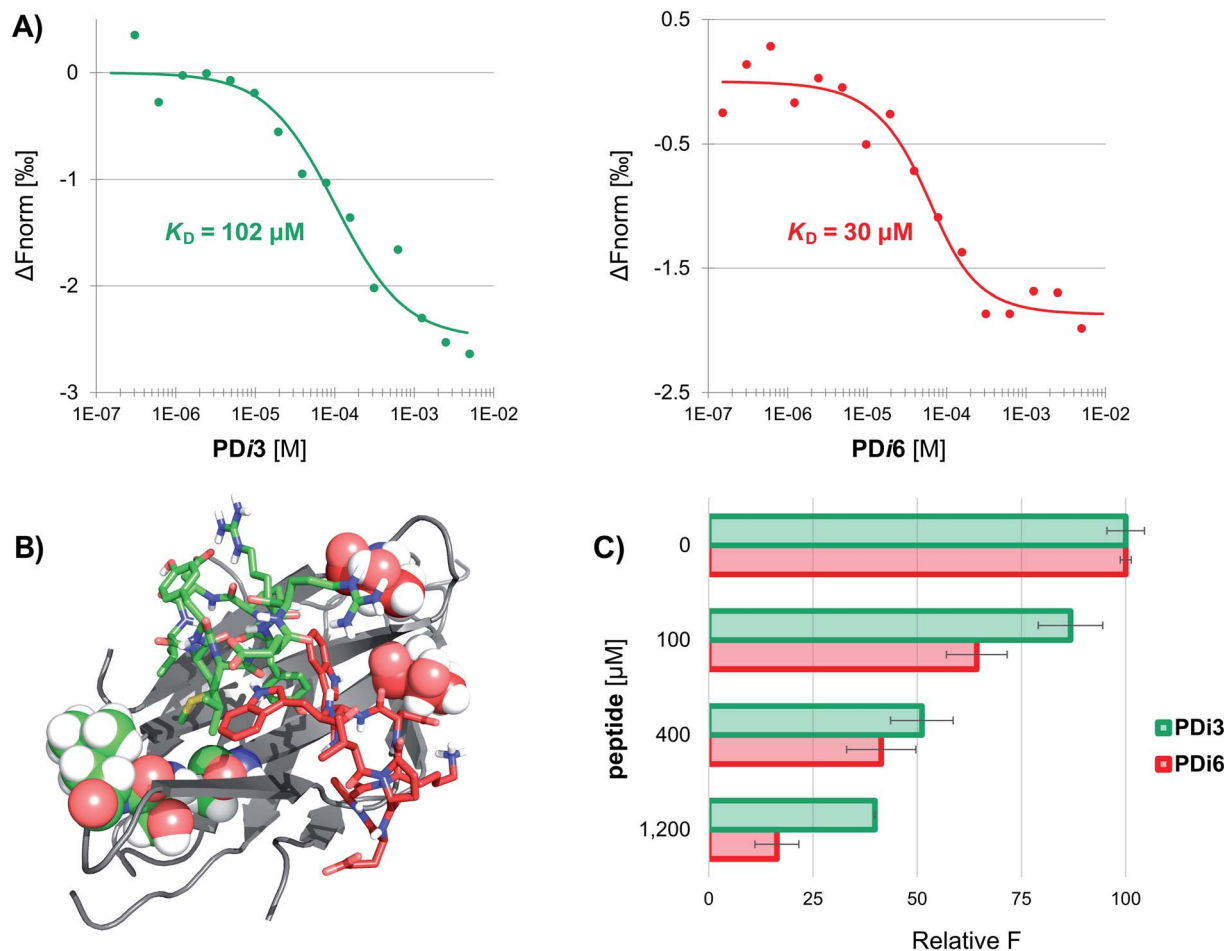 A)
0
-1
-2
-3
ΔFnorm [‰]
K_D = 102 µM
1E-07 1E-06 1E-05 1E-04 1E-03 1E-02
PDi3 [M]
0.5
-0.5
-1.5
-2.5
ΔFnorm [‰]
K_D = 30 µM
1E-07 1E-06 1E-05 1E-04 1E-03 1E-02
PDi6 [M]
B)
C)
peptide [µM]
0
100
400
1,200
0 25 50 75 100
Relative F
PDi3
PDi6